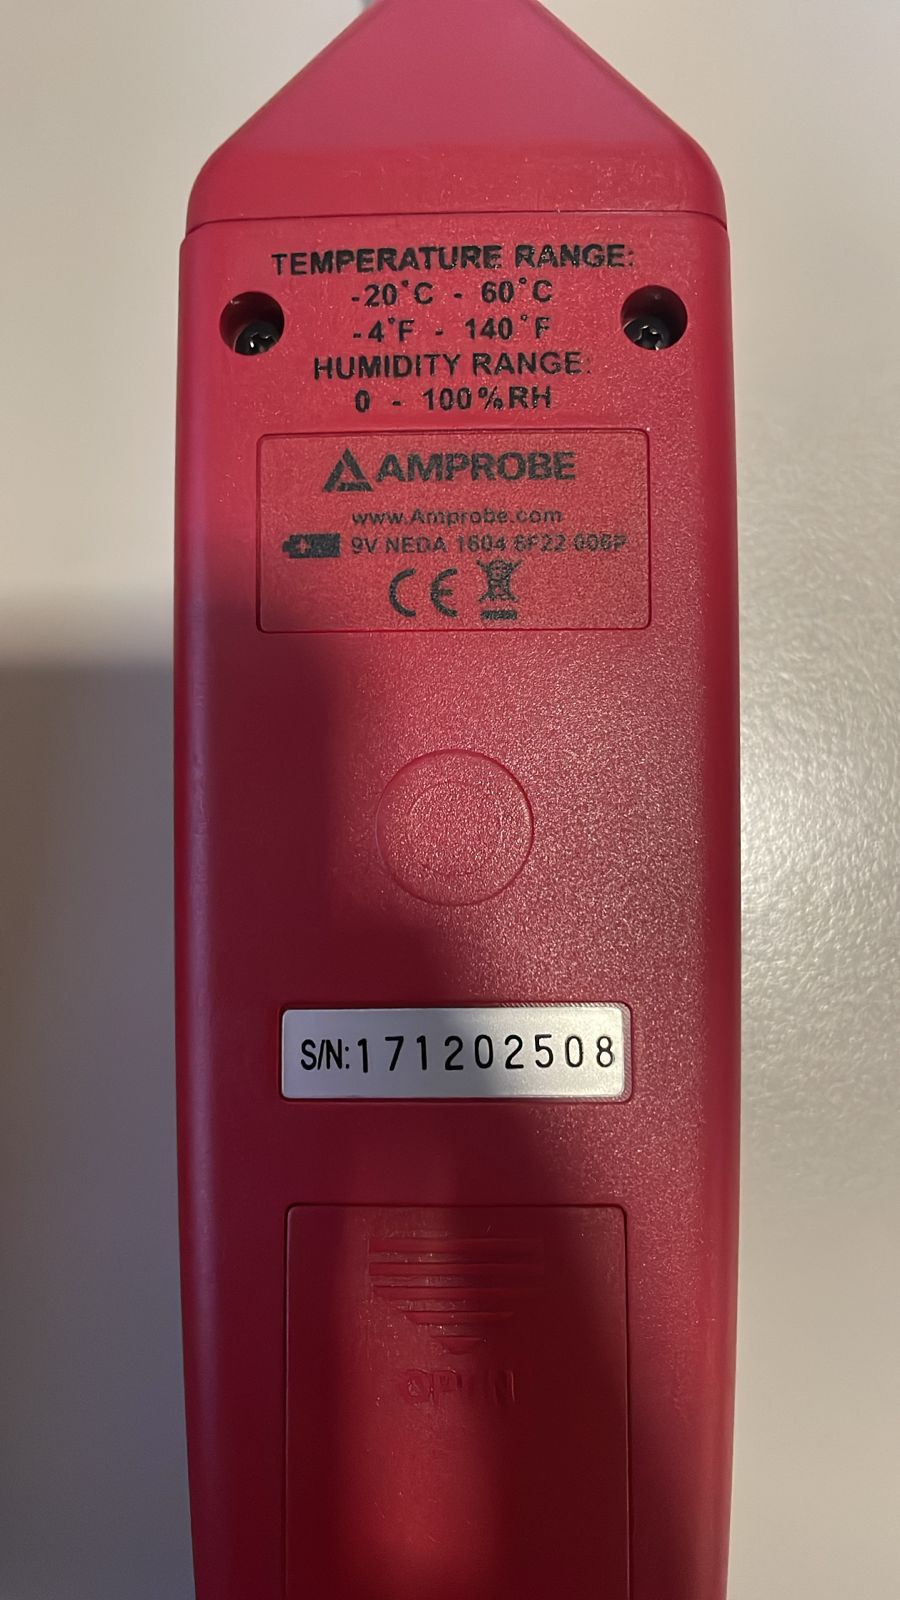 TEMPERATURE RANGE:
-20°C - 60°C
-4°F - 140°F
HUMIDITY RANGE:
0 - 100%RH
AMPROBE
www.Amprobe.com
9V NEDA 1604 6F22 006P
CE
S/N:171202508
OPEN